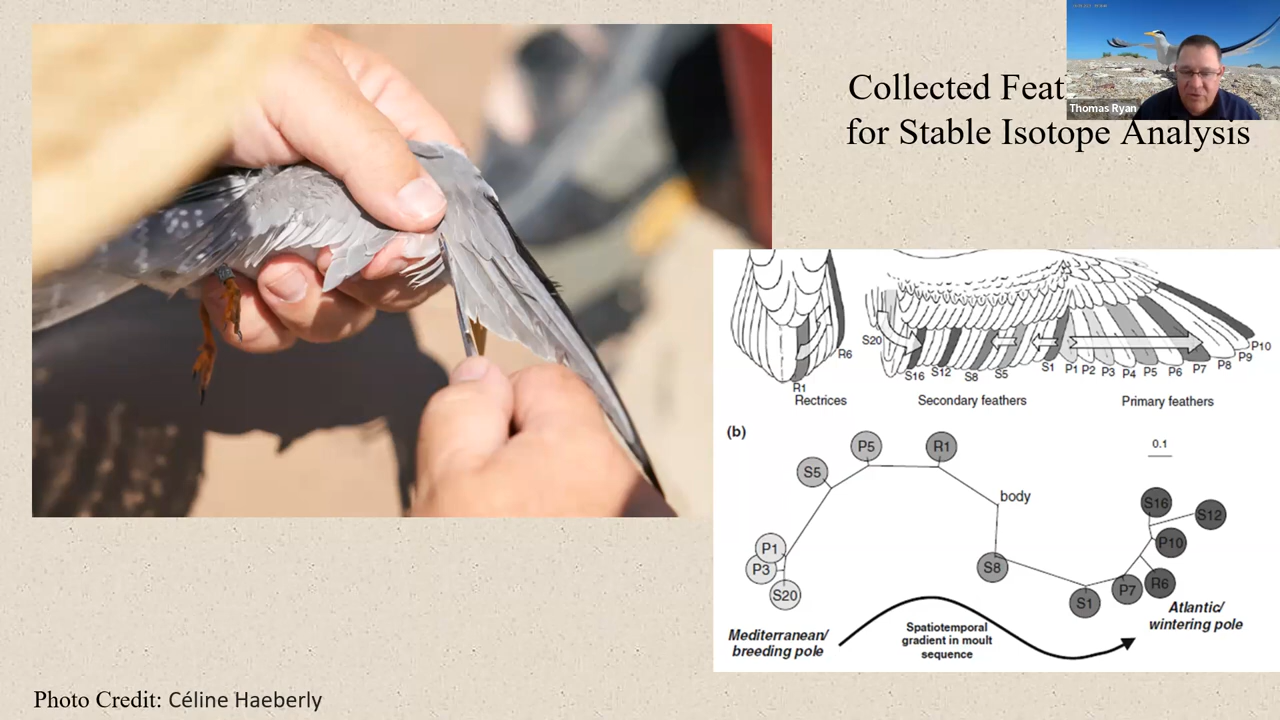 Collected Feat
for Stable Isotope Analysis
Thomas Ryan
S20
R6
R1
Rectrices
S16 S12 S8 S5 S1 P1 P2 P3 P4 P5 P6 P7 P8 P9 P10
Secondary feathers
Primary feathers
(b)
0.1
P5
R1
S5
body
S16
S12
P1
P10
P3
S8
R6
S20
S1
P7
Mediterranean/
breeding pole
Spatiotemporal
gradient in moult
sequence
Atlantic/
wintering pole
Photo Credit: Céline Haeberly